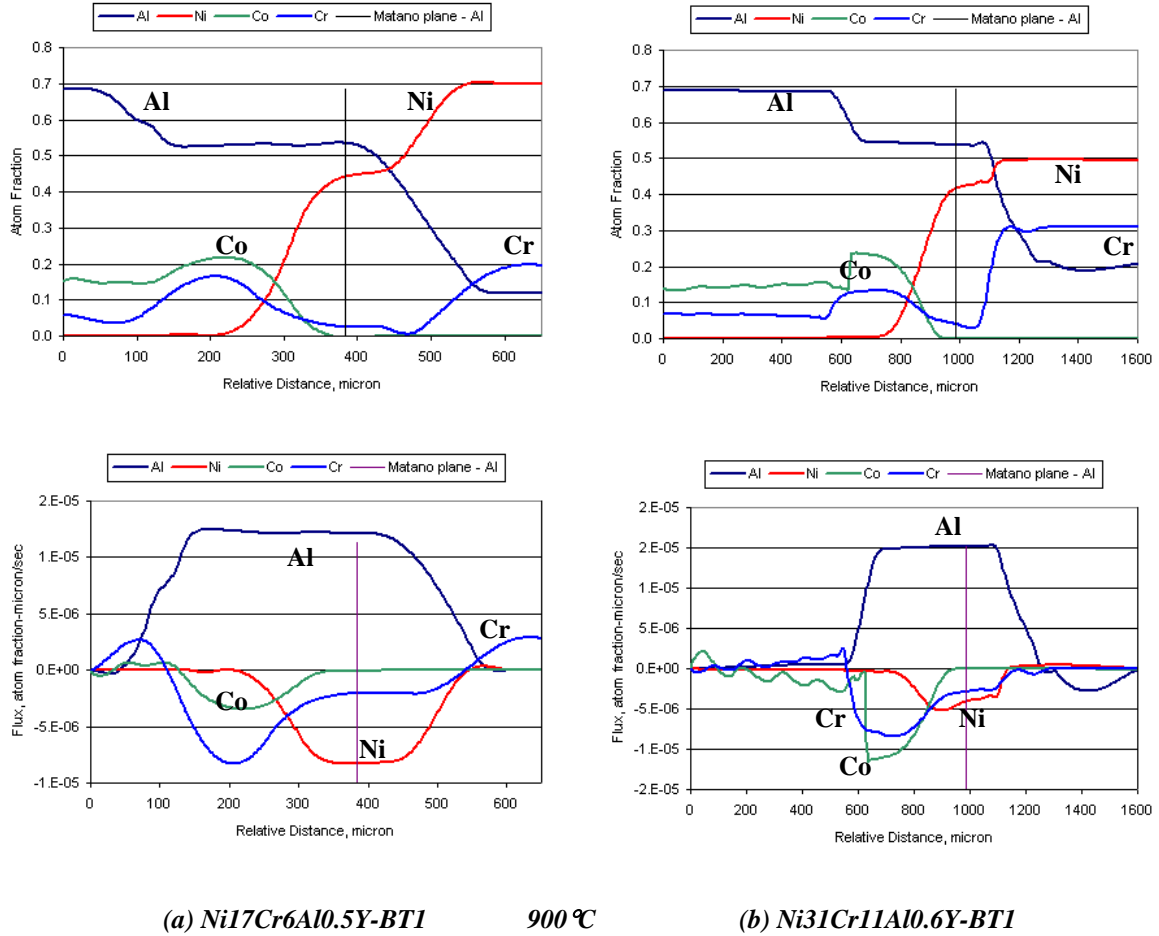 Al Ni Co Cr Matano plane - Al
Al Ni Co Cr Matano plane - Al
0.8
0.7
0.6
0.5
0.4
0.3
0.2
0.1
0.0
Atom Fraction
Al
Ni
Co
Cr
0 100 200 300 400 500 600
Relative Distance, micron
0.8
0.7
0.6
0.5
0.4
0.3
0.2
0.1
0.0
Atom Fraction
Al
Ni
Co
Cr
0 200 400 600 800 1000 1200 1400 1600
Relative Distance, micron
Al Ni Co Cr Matano plane - Al
Al Ni Co Cr Matano plane - Al
2.E-05
1.E-05
5.E-06
0.E+00
-5.E-06
-1.E-05
Flux, atom fraction-micron/sec
Al
Cr
Co
Ni
0 100 200 300 400 500 600
Relative Distance, micron
2.E-05
2.E-05
1.E-05
5.E-06
0.E+00
-5.E-06
-1.E-05
-2.E-05
Flux, atom fraction-micron/sec
Al
Cr
Ni
Co
0 200 400 600 800 1000 1200 1400 1600
Relative Distance, micron
(a) Ni17Cr6Al0.5Y-BT1 900℃ (b) Ni31Cr11Al0.6Y-BT1